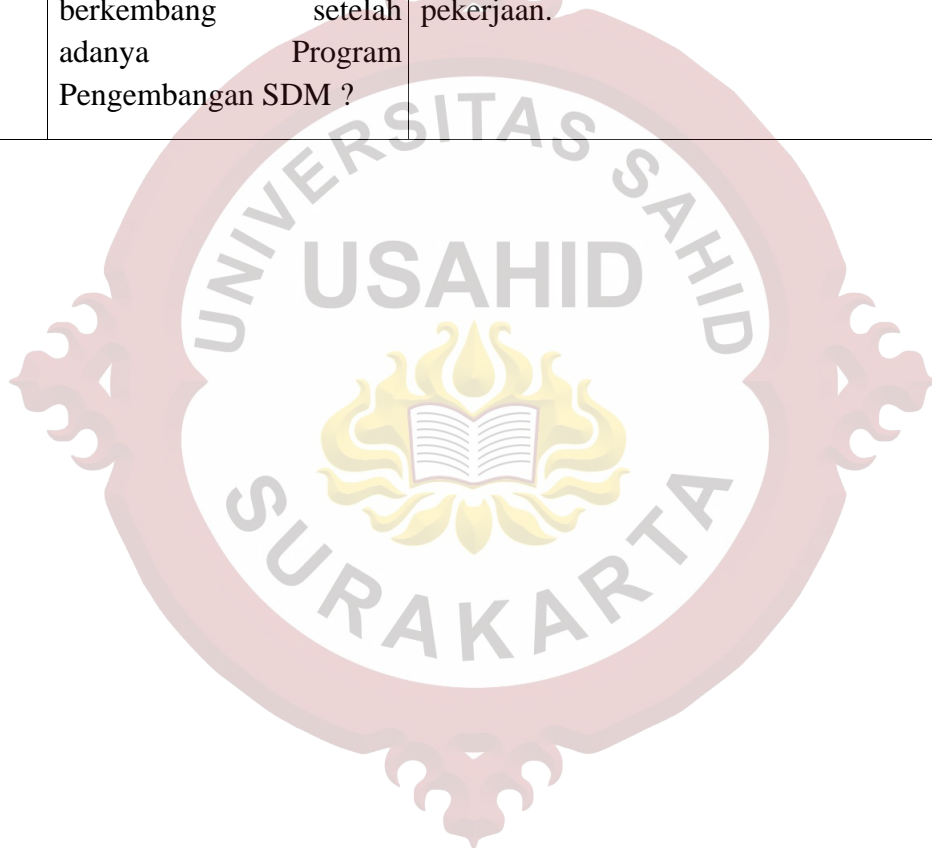 berkembang setelah pekerjaan.
adanya Program
Pengembangan SDM ?
UNIVERSITAS SAHID
USAHID
SURAKARTA